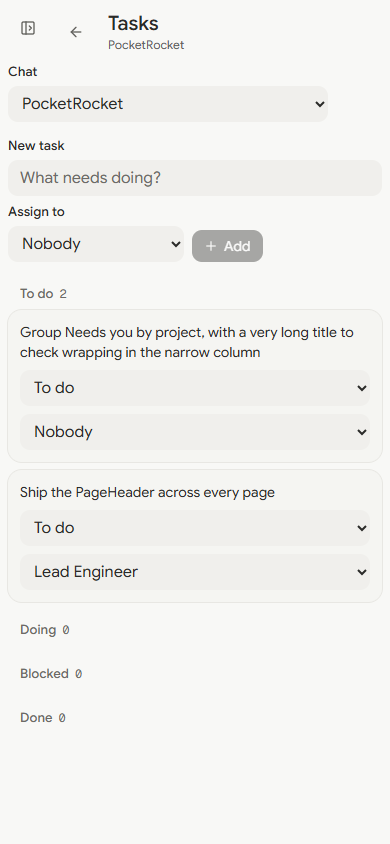 Tasks
PocketRocket
Chat
PocketRocket
New task
What needs doing?
Assign to
Nobody
+ Add
To do 2
Group Needs you by project, with a very long title to
check wrapping in the narrow column
To do
Nobody
Ship the PageHeader across every page
To do
Lead Engineer
Doing 0
Blocked 0
Done 0